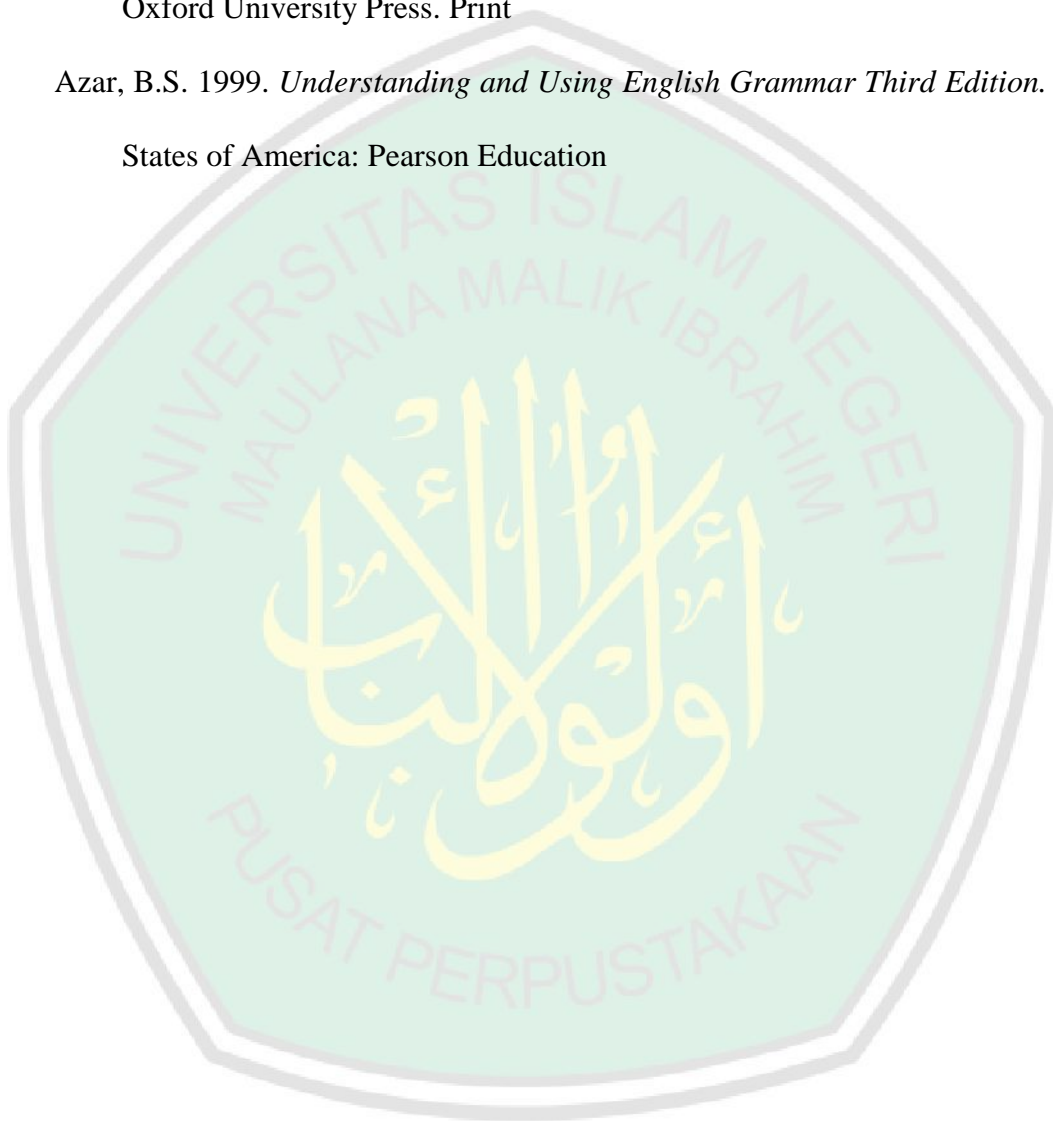 Oxford University Press. Print
Azar, B.S. 1999. Understanding and Using English Grammar Third Edition.
States of America: Pearson Education
UNIVERSITAS ISLAM NEGERI
MAULANA MALIK IBRAHIM
أولوا الألباب
PUSAT PERPUSTAKAAN